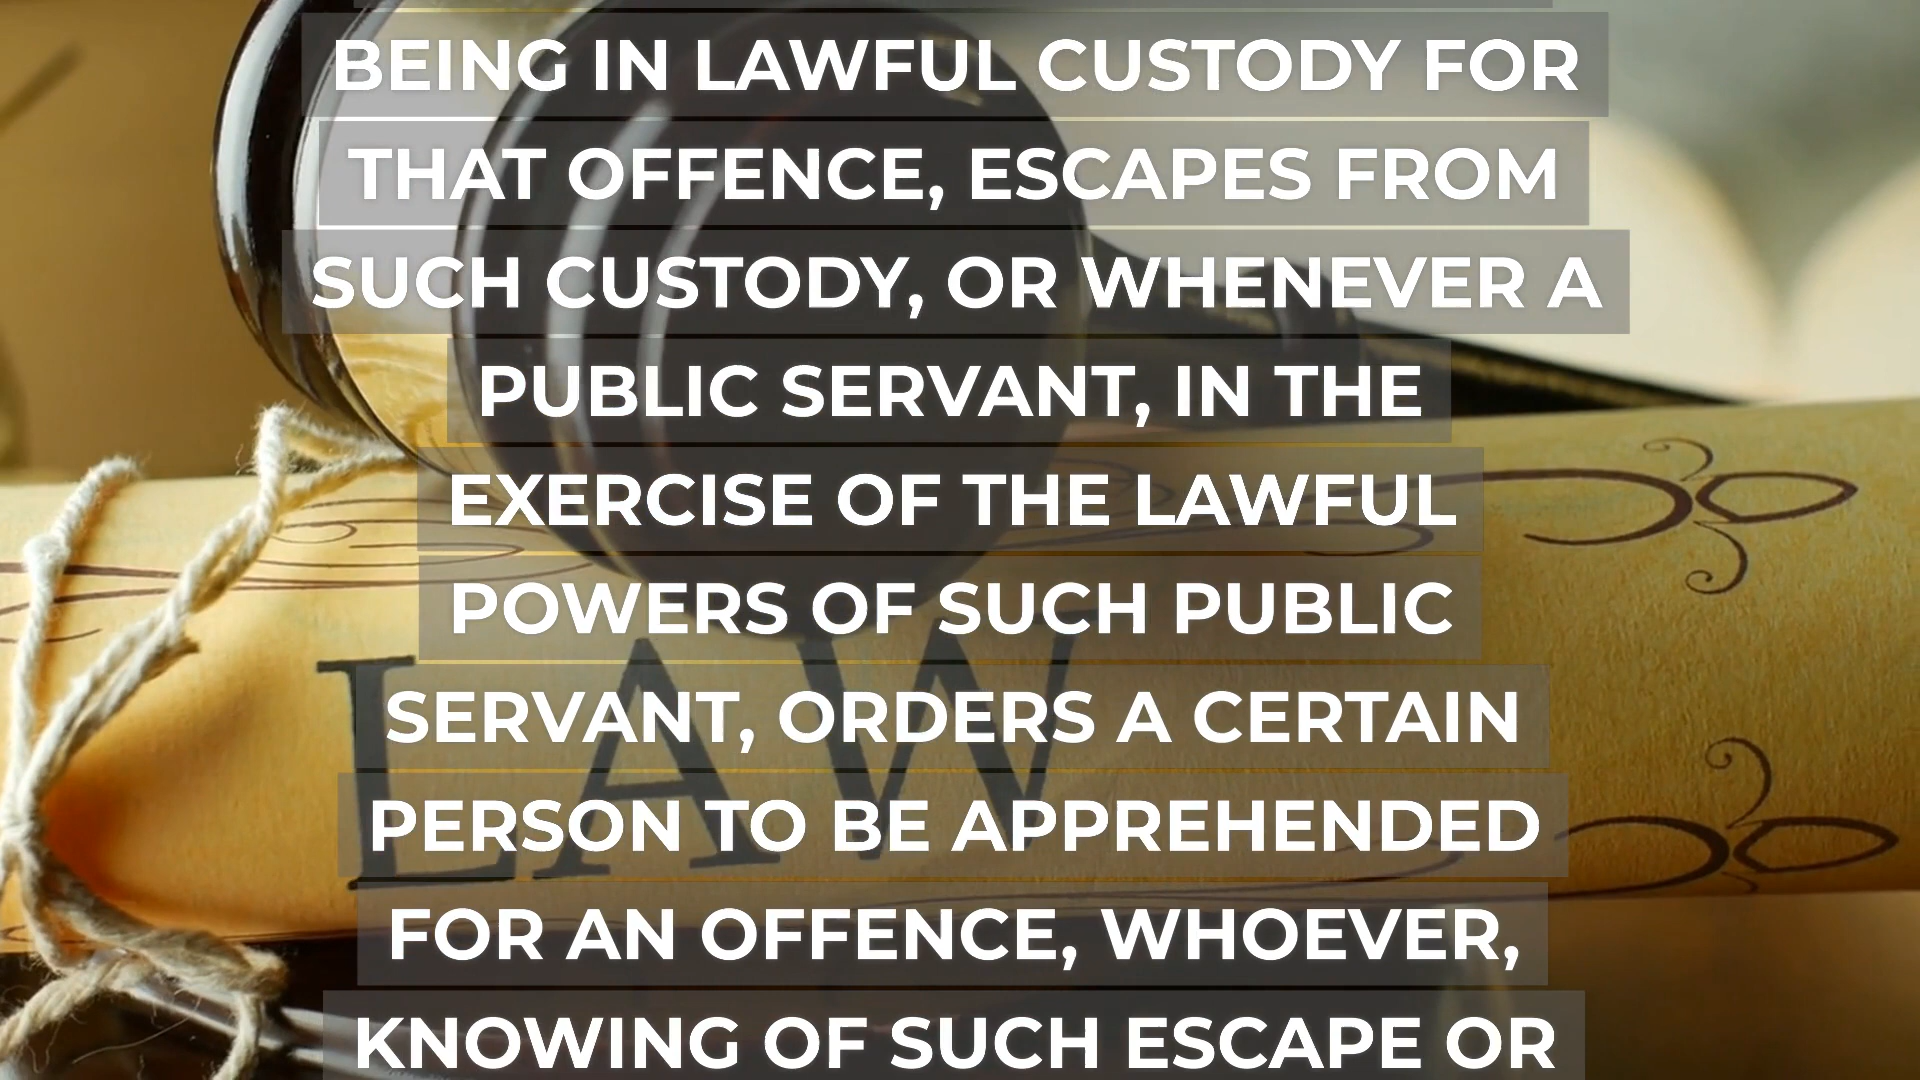 BEING IN LAWFUL CUSTODY FOR
THAT OFFENCE, ESCAPES FROM
SUCH CUSTODY, OR WHENEVER A
PUBLIC SERVANT, IN THE
EXERCISE OF THE LAWFUL
POWERS OF SUCH PUBLIC
SERVANT, ORDERS A CERTAIN
PERSON TO BE APPREHENDED
FOR AN OFFENCE, WHOEVER,
KNOWING OF SUCH ESCAPE OR
LAW